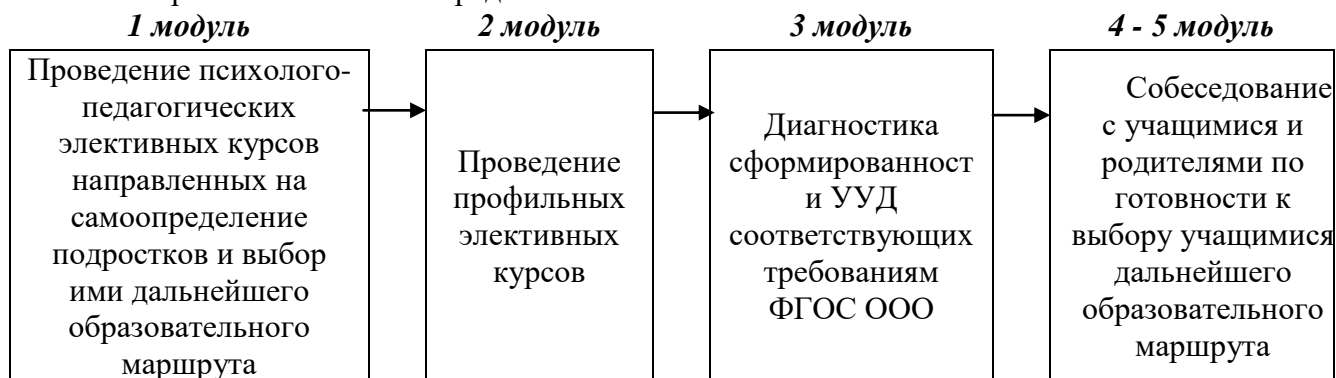 1 модуль
2 модуль
3 модуль
4 - 5 модуль
Проведение психолого-
педагогических
элективных курсов
направленных на
самоопределение
подростков и выбор
ими дальнейшего
образовательного
маршрута
Проведение
профильных
элективных
курсов
Диагностика
сформированност
и УУД
соответствующих
требованиям
ФГОС ООО
Собеседование
с учащимися и
родителями по
готовности к
выбору учащимися
дальнейшего
образовательного
маршрута